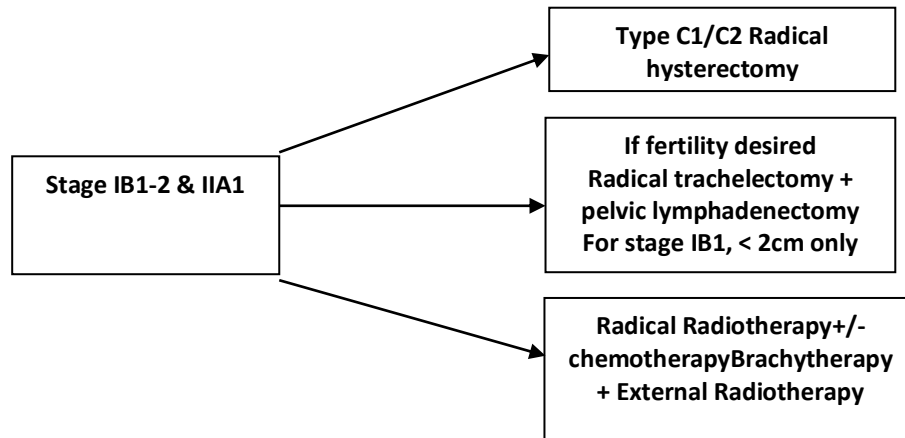 Stage IB1-2 & IIA1
Type C1/C2 Radical
hysterectomy
If fertility desired
Radical trachelectomy +
pelvic lymphadenectomy
For stage IB1, < 2cm only
Radical Radiotherapy+/-
chemotherapyBrachytherapy
+ External Radiotherapy